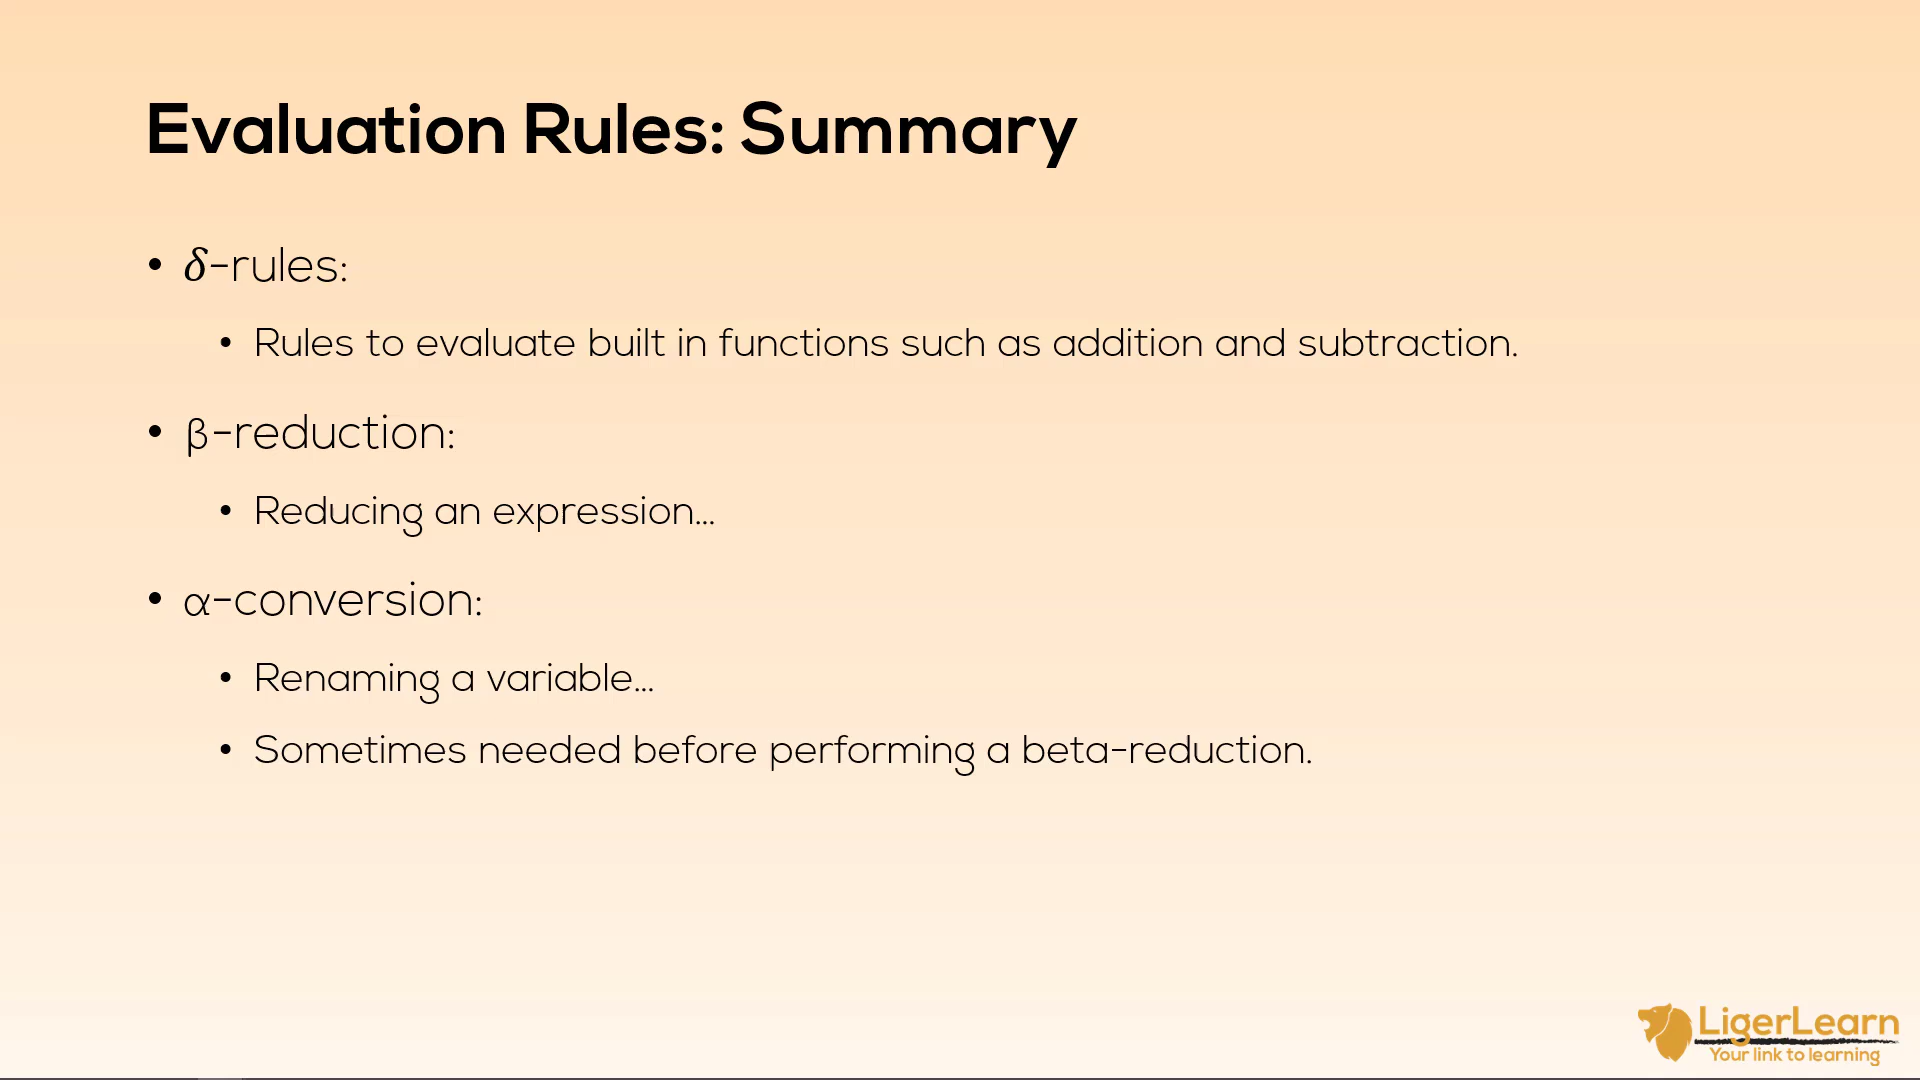 Evaluation Rules: Summary
• δ-rules:
• Rules to evaluate built in functions such as addition and subtraction.
• β-reduction:
• Reducing an expression...
• α-conversion:
• Renaming a variable...
• Sometimes needed before performing a beta-reduction.
LigerLearn
Your link to learning